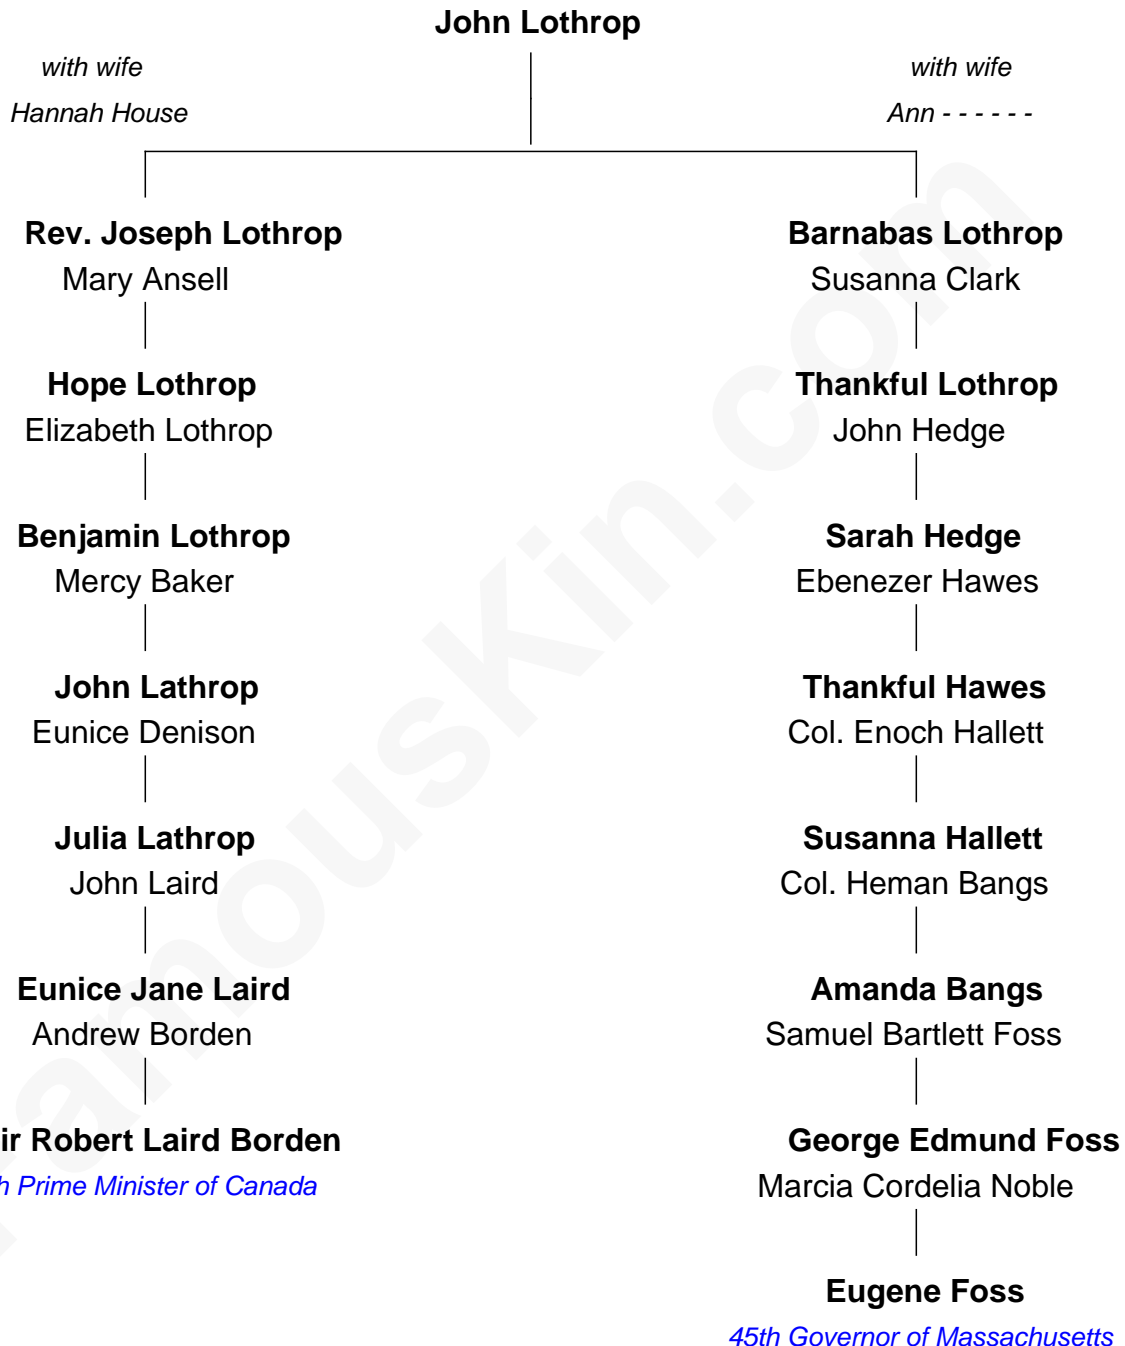 John Lothrop
with wife
Hannah House
with wife
Ann - - - - - -
Rev. Joseph Lothrop
Mary Ansell
Barnabas Lothrop
Susanna Clark
Hope Lothrop
Elizabeth Lothrop
Thankful Lothrop
John Hedge
Benjamin Lothrop
Mercy Baker
Sarah Hedge
Ebenezer Hawes
John Lathrop
Eunice Denison
Thankful Hawes
Col. Enoch Hallett
Julia Lathrop
John Laird
Susanna Hallett
Col. Heman Bangs
Eunice Jane Laird
Andrew Borden
Amanda Bangs
Samuel Bartlett Foss
ir Robert Laird Borden
h Prime Minister of Canada
George Edmund Foss
Marcia Cordelia Noble
Eugene Foss
45th Governor of Massachusetts
FamousKin.com